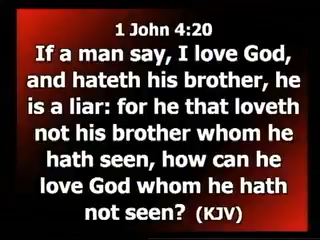 1 John 4:20
If a man say, I love God,
and hateth his brother, he
is a liar: for he that loveth
not his brother whom he
hath seen, how can he
love God whom he hath
not seen? (KJV)